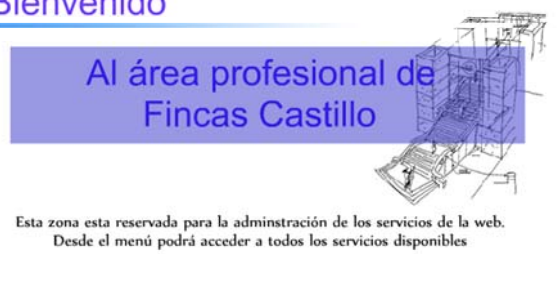 Bienvenido
Al área profesional de
Fincas Castillo
Esta zona esta reservada para la adminstración de los servicios de la web.
Desde el menú podrá acceder a todos los servicios disponibles